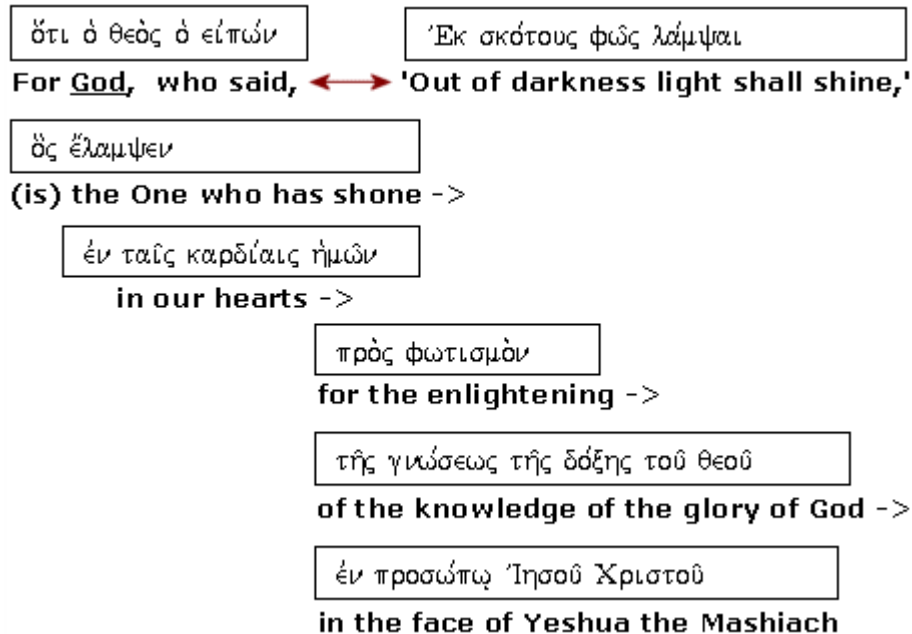 ὅτι ὁ θεὸς ὁ εἰπών Ἐκ σκότους φῶς λάμψαι
For God, who said, 'Out of darkness light shall shine,'
ὃς ἔλαμψεν
(is) the One who has shone ->
ἐν ταῖς καρδίαις ἡμῶν
in our hearts ->
πρὸς φωτισμὸν
for the enlightening ->
τῆς γνώσεως τῆς δόξης τοῦ θεοῦ
of the knowledge of the glory of God ->
ἐν προσώπῳ Ἰησοῦ Χριστοῦ
in the face of Yeshua the Mashiach